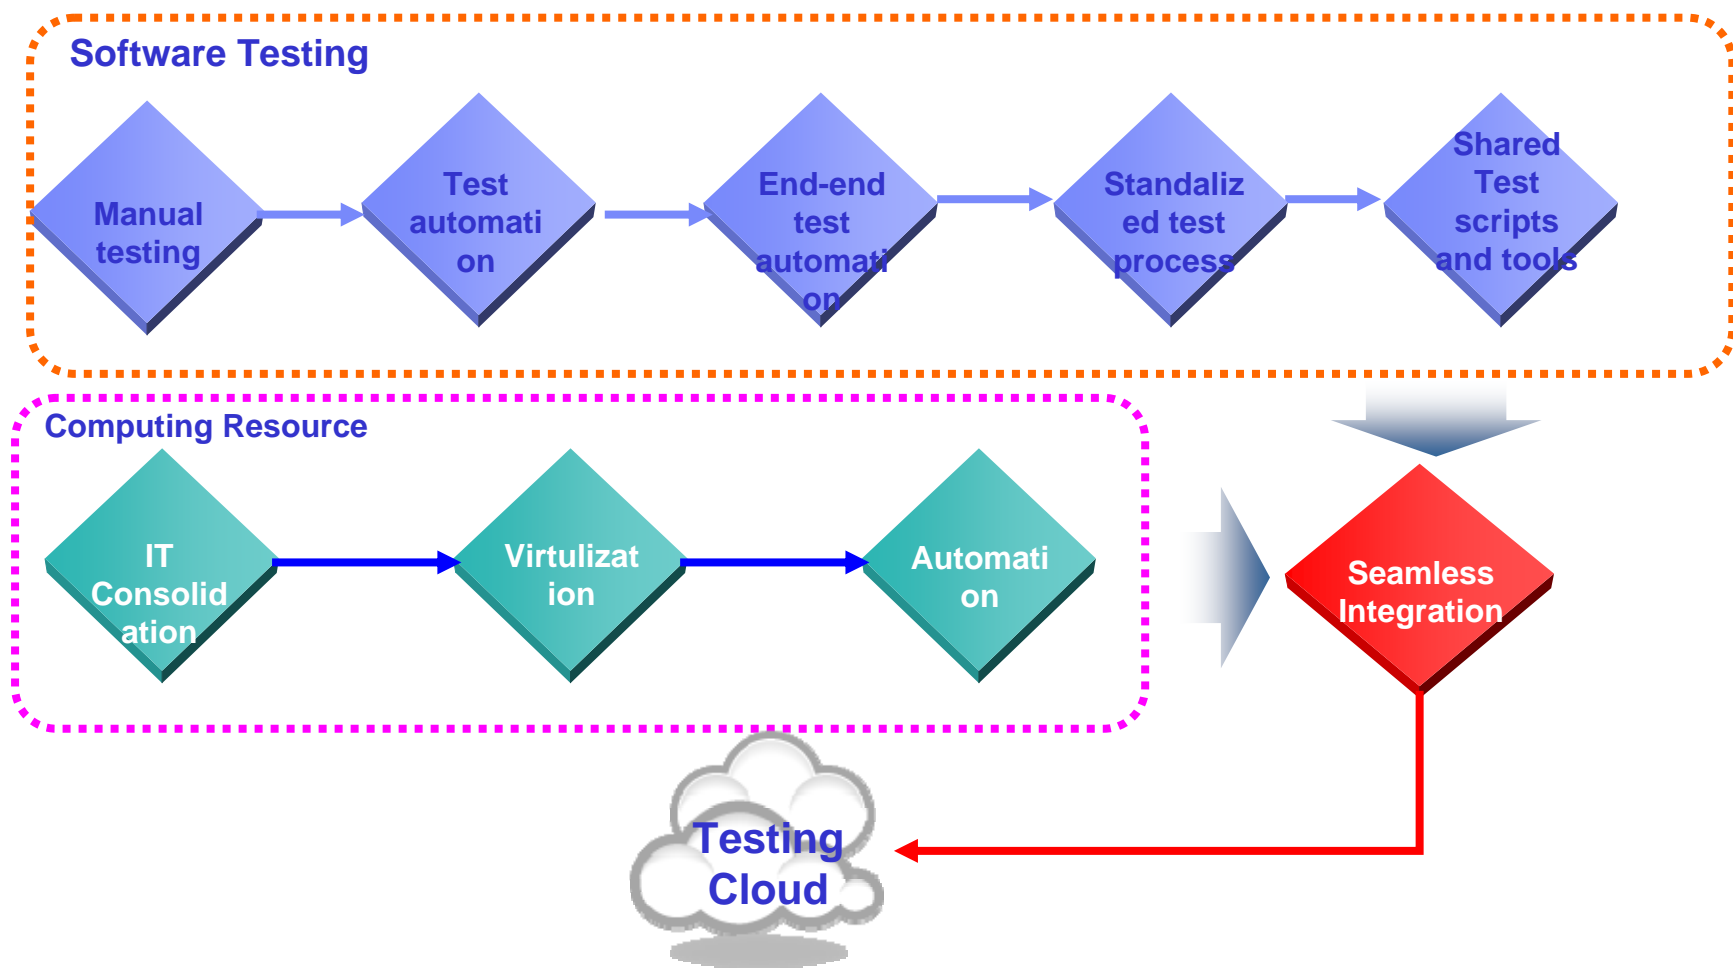 Software Testing
Manual
testing
Test
automati
on
End-end
test
automati
on
Standaliz
ed test
process
Shared
Test
scripts
and tools
Computing Resource
IT
Consolid
ation
Virtulizat
ion
Automati
on
Seamless
Integration
Testing
Cloud